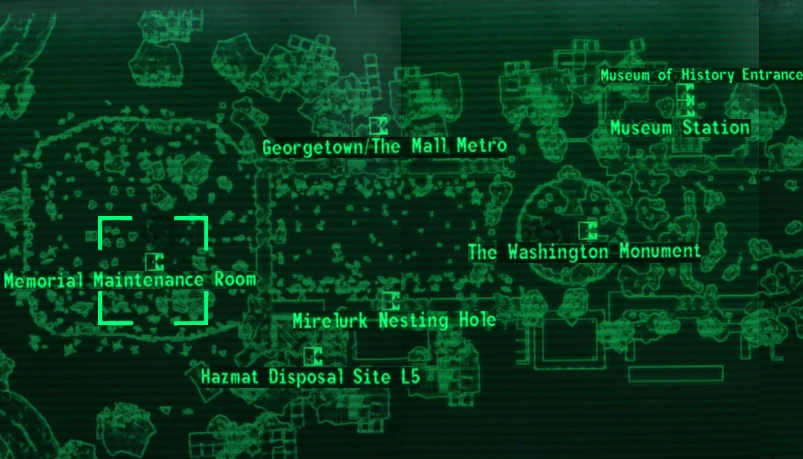 Museum of History Entrance
Museum Station
Georgetown/The Mall Metro
The Washington Monument
Memorial Maintenance Room
Mirelurk Nesting Hole
Hazmat Disposal Site L5